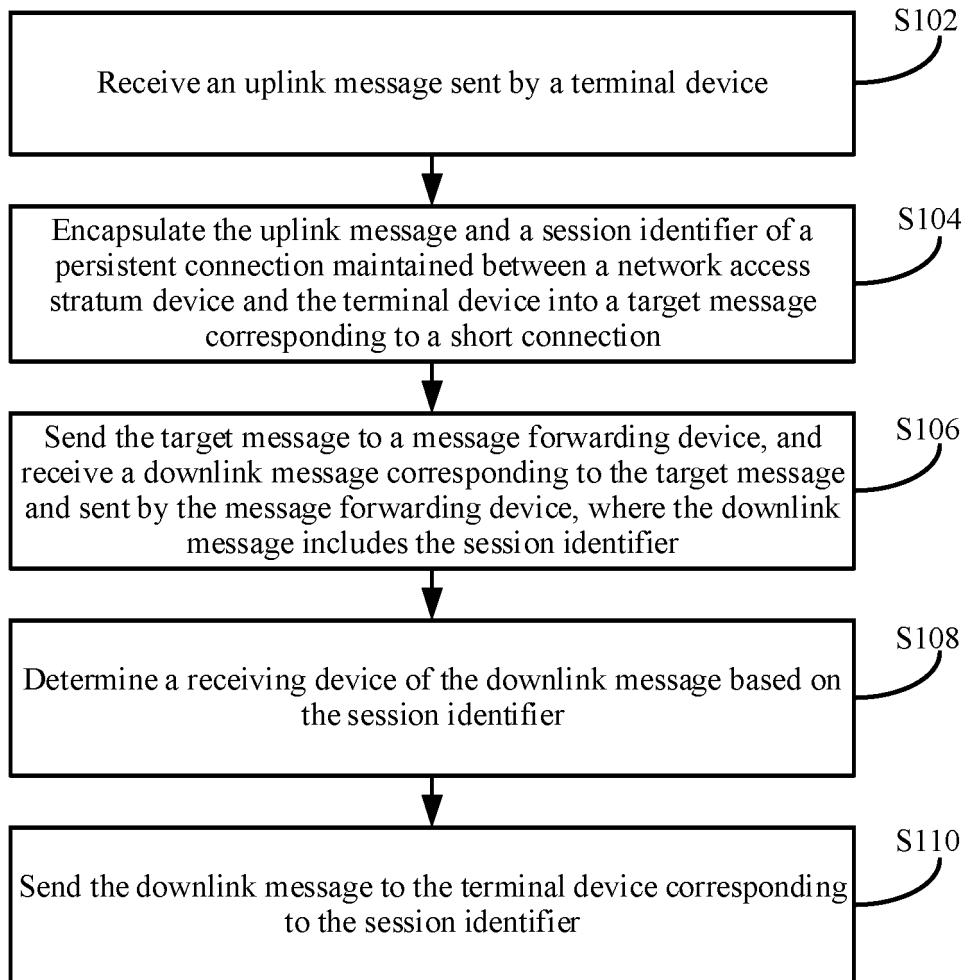 S102
Receive an uplink message sent by a terminal device
S104
Encapsulate the uplink message and a session identifier of a
persistent connection maintained between a network access
stratum device and the terminal device into a target message
corresponding to a short connection
S106
Send the target message to a message forwarding device, and
receive a downlink message corresponding to the target message
and sent by the message forwarding device, where the downlink
message includes the session identifier
S108
Determine a receiving device of the downlink message based on
the session identifier
S110
Send the downlink message to the terminal device corresponding
to the session identifier